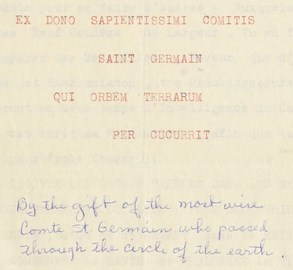 EX DONO SAPIENTISSIMI COMITIS
SAINT GERMAIN
QUI ORBEM TERRARUM
PER CUCURRIT
By the gift of the most wise
Comte St. Germain who passed
through the circle of the earth.